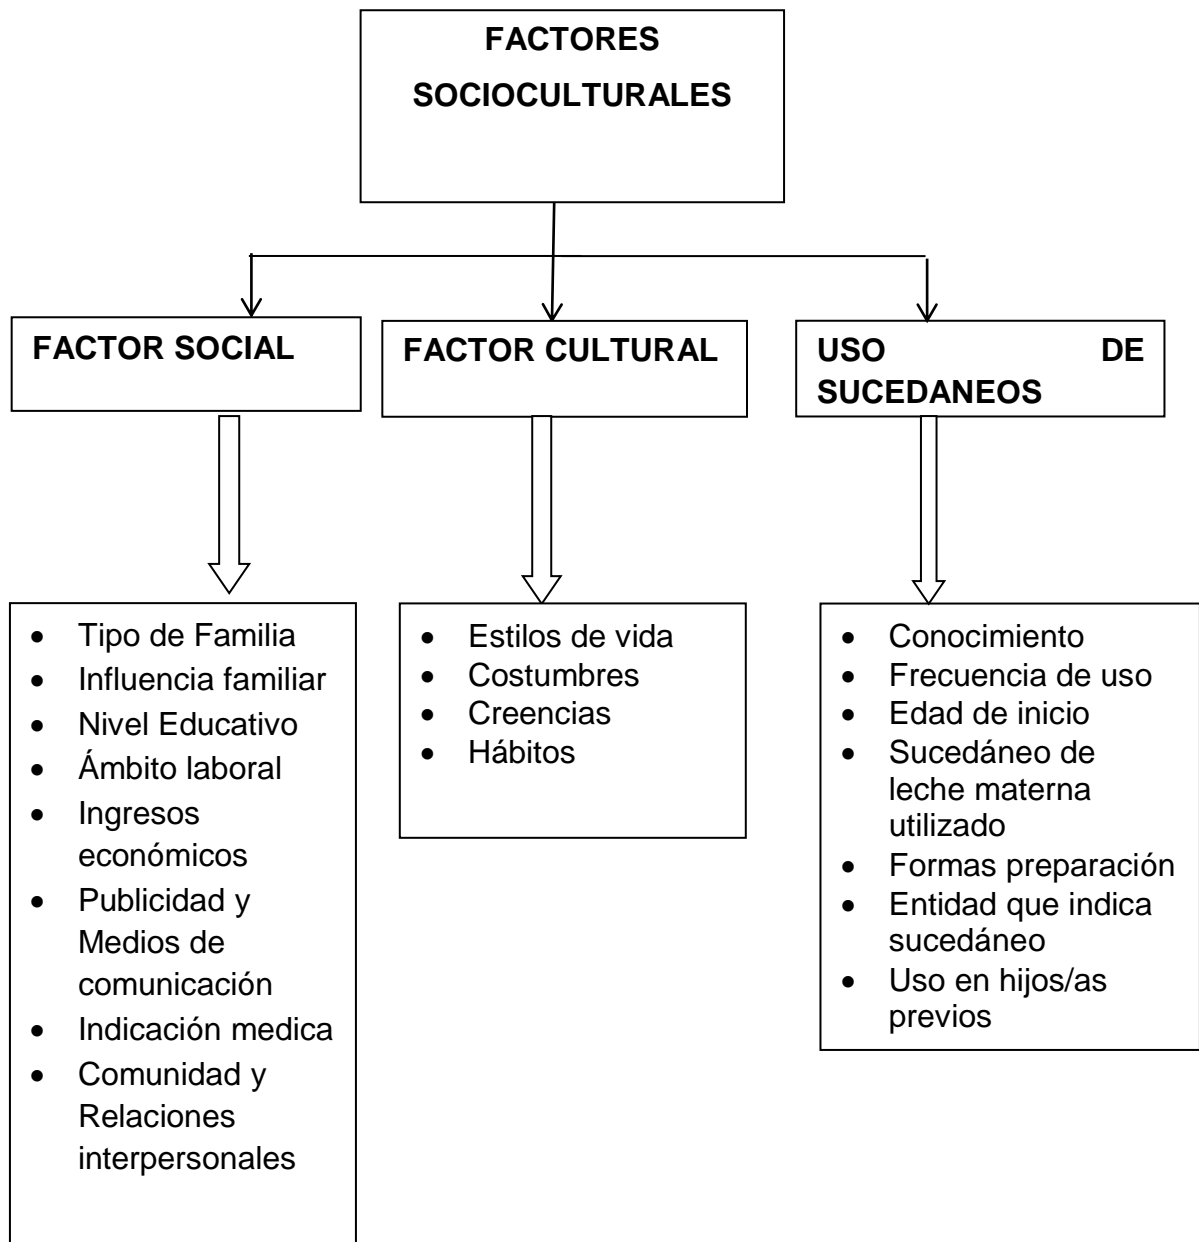 FACTORES
SOCIOCULTURALES
FACTOR SOCIAL
FACTOR CULTURAL
USO DE
SUCEDANEOS
• Tipo de Familia
• Influencia familiar
• Nivel Educativo
• Ámbito laboral
• Ingresos
económicos
• Publicidad y
Medios de
comunicación
• Indicación medica
• Comunidad y
Relaciones
interpersonales
• Estilos de vida
• Costumbres
• Creencias
• Hábitos
• Conocimiento
• Frecuencia de uso
• Edad de inicio
• Sucedáneo de
leche materna
utilizado
• Formas preparación
• Entidad que indica
sucedáneo
• Uso en hijos/as
previos